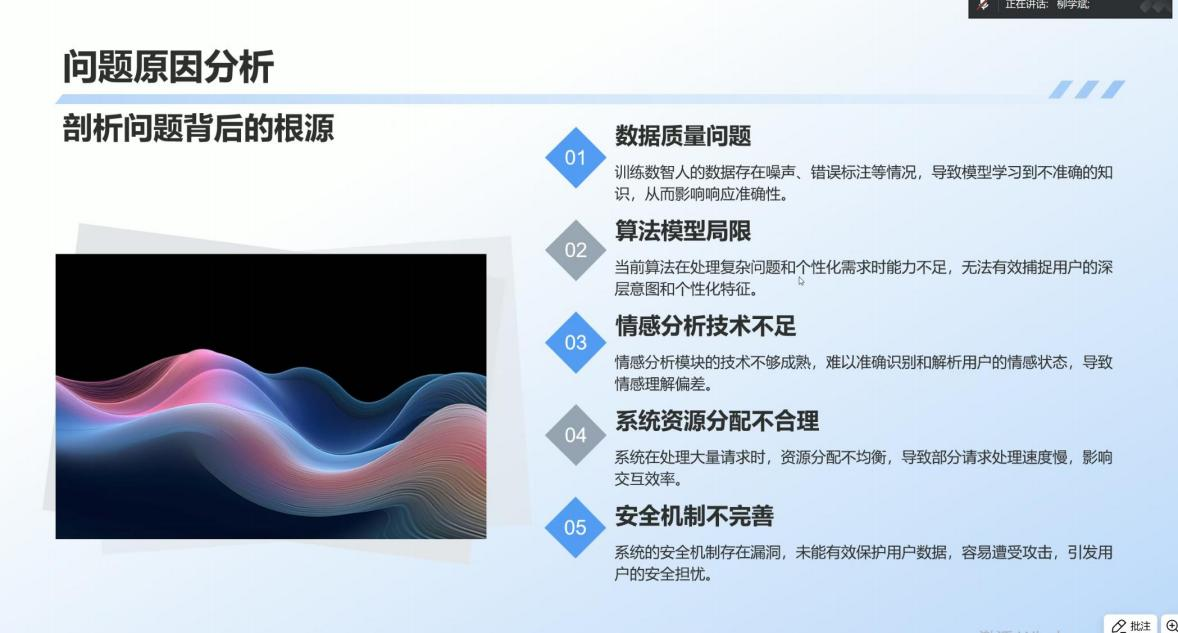 正在讲话: 柳学斌;
问题原因分析
剖析问题背后的根源
01
数据质量问题
训练数智人的数据存在噪声、错误标注等情况，导致模型学习到不准确的知
识，从而影响响应准确性。
02
算法模型局限
当前算法在处理复杂问题和个性化需求时能力不足，无法有效捕捉用户的深
层意图和个性化特征。
03
情感分析技术不足
情感分析模块的技术不够成熟，难以准确识别和解析用户的情感状态，导致
情感理解偏差。
04
系统资源分配不合理
系统在处理大量请求时，资源分配不均衡，导致部分请求处理速度慢，影响
交互效率。
05
安全机制不完善
系统的安全机制存在漏洞，未能有效保护用户数据，容易遭受攻击，引发用
户的安全担忧。
批注